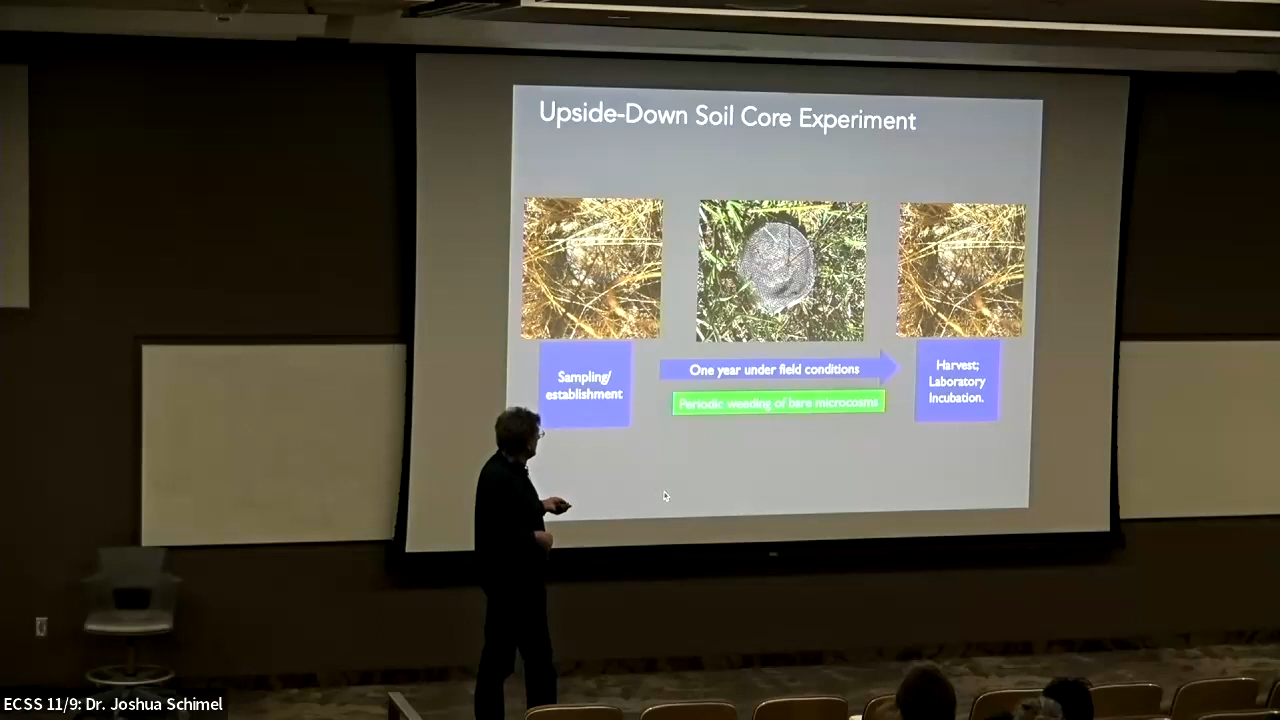 Upside-Down Soil Core Experiment
Sampling/
establishment
One year under field conditions
Periodic weeding of bare microcosms
Harvest;
Laboratory
Incubation.
ECSS 11/9: Dr. Joshua Schimel